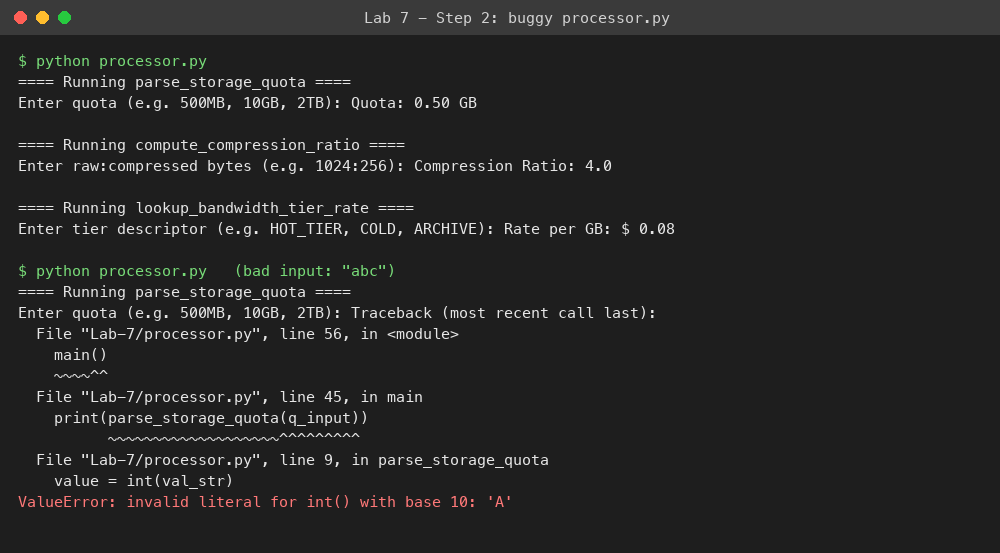 Lab 7 — Step 2: buggy processor.py
$ python processor.py
==== Running parse_storage_quota ====
Enter quota (e.g. 500MB, 10GB, 2TB): Quota: 0.50 GB
==== Running compute_compression_ratio ====
Enter raw:compressed bytes (e.g. 1024:256): Compression Ratio: 4.0
==== Running lookup_bandwidth_tier_rate ====
Enter tier descriptor (e.g. HOT_TIER, COLD, ARCHIVE): Rate per GB: $ 0.08
$ python processor.py   (bad input: "abc")
==== Running parse_storage_quota ====
Enter quota (e.g. 500MB, 10GB, 2TB): Traceback (most recent call last):
  File "Lab-7/processor.py", line 56, in <module>
    main()
    ~~~~^^
  File "Lab-7/processor.py", line 45, in main
    print(parse_storage_quota(q_input))
          ~~~~~~~~~~~~~~~~~~~^^^^^^^^^
  File "Lab-7/processor.py", line 9, in parse_storage_quota
    value = int(val_str)
ValueError: invalid literal for int() with base 10: 'A'